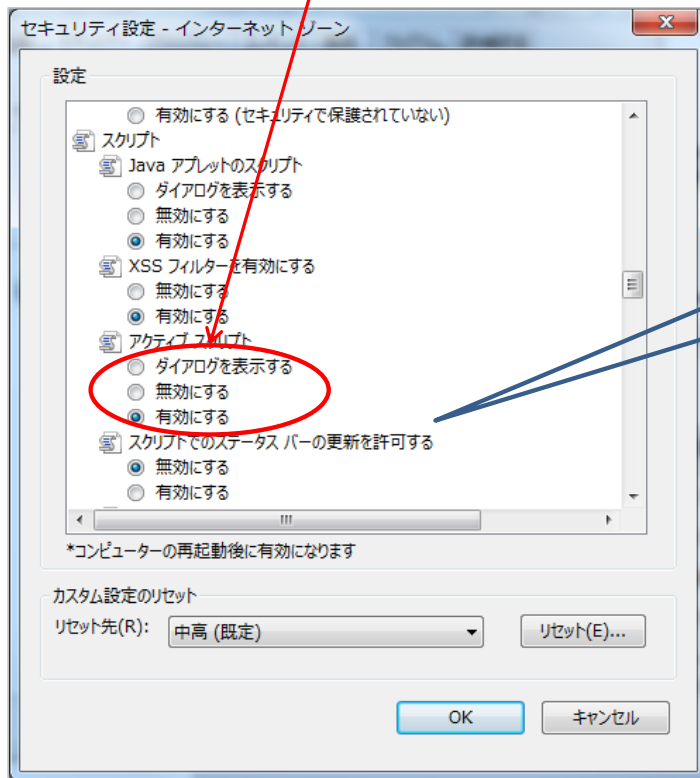 セキュリティ設定 - インターネット ゾーン
設定
有効にする (セキュリティで保護されていない)
スクリプト
Java アプレットのスクリプト
ダイアログを表示する
無効にする
有効にする
XSS フィルターを有効にする
無効にする
有効にする
アクティブ スクリプト
ダイアログを表示する
無効にする
有効にする
スクリプトでのステータス バーの更新を許可する
無効にする
有効にする
*コンピューターの再起動後に有効になります
カスタム設定のリセット
リセット先(R):
中高 (既定)
リセット(E)...
OK
キャンセル